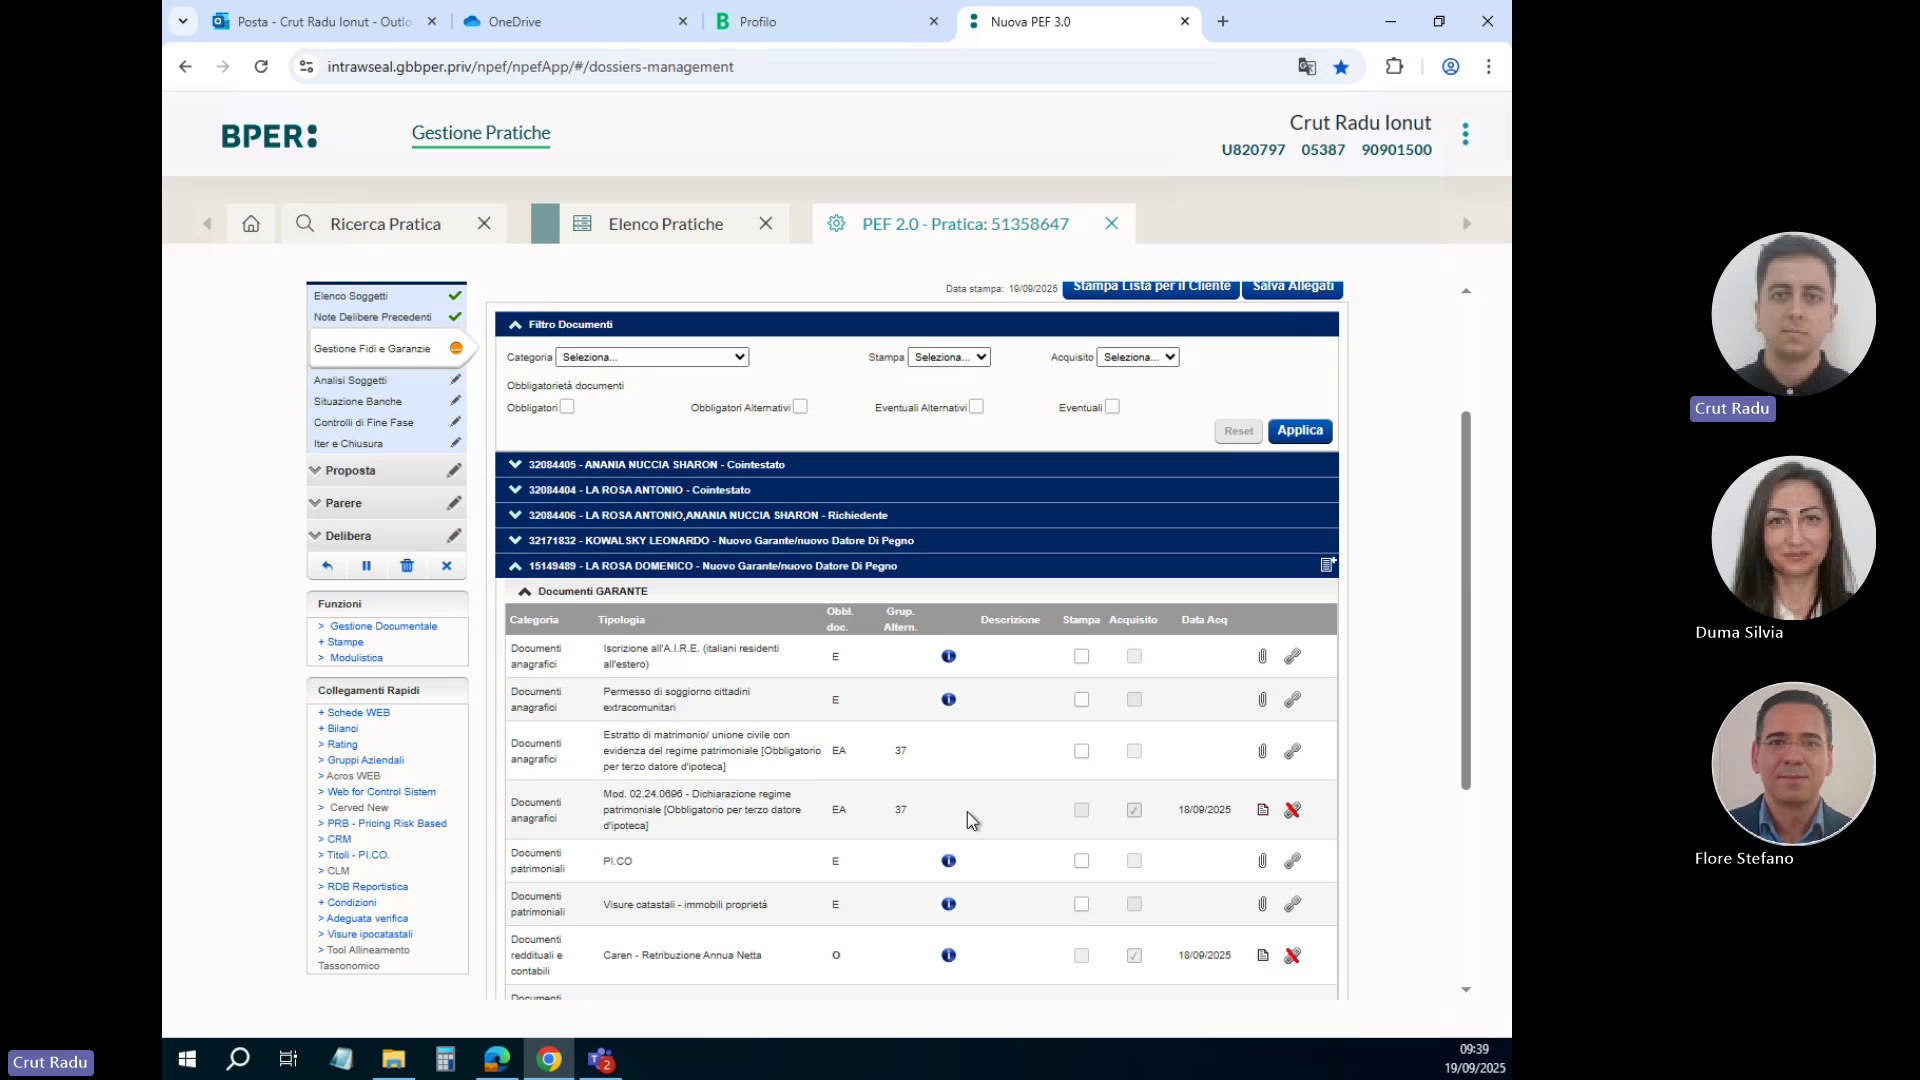 Posta - Crut Radu Ionut - Outlo
OneDrive
Profilo
Nuova PEF 3.0
intrawseal.gbbper.priv/npef/npefApp/#/dossiers-management
BPER:
Gestione Pratiche
Crut Radu Ionut
U820797 05387 90901500
Ricerca Pratica
Elenco Pratiche
PEF 2.0 - Pratica: 51358647
Elenco Soggetti
Note Delibere Precedenti
Gestione Fidi e Garanzie
Analisi Soggetti
Situazione Banche
Controlli di Fine Fase
Iter e Chiusura
Proposta
Parere
Delibera
Funzioni
> Gestione Documentale
+ Stampe
> Modulistica
Collegamenti Rapidi
+ Schede WEB
+ Bilanci
> Rating
> Gruppi Aziendali
> Acros WEB
> Web for Control Sistem
> Cerved New
> PRB - Pricing Risk Based
> CRM
> Titoli - PI.CO.
> CLM
> RDB Reportistica
+ Condizioni
> Adeguata verifica
> Visure ipocatastali
> Tool Allineamento
Tassonomico
Data stampa: 19/09/2025
Stampa Lista per il Cliente
Salva Allegati
Filtro Documenti
Categoria Seleziona...
Stampa Seleziona...
Acquisito Seleziona...
Obbligatorietà documenti
Obbligatori
Obbligatori Alternativi
Eventuali Alternativi
Eventuali
Reset
Applica
32084405 - ANANIA NUCCIA SHARON - Cointestato
32084404 - LA ROSA ANTONIO - Cointestato
32084406 - LA ROSA ANTONIO,ANANIA NUCCIA SHARON - Richiedente
32171832 - KOWALSKY LEONARDO - Nuovo Garante/nuovo Datore Di Pegno
15149489 - LA ROSA DOMENICO - Nuovo Garante/nuovo Datore Di Pegno
Documenti GARANTE
Categoria Tipologia Obbl. doc. Grup. Altern. Descrizione Stampa Acquisito Data Acq
Documenti anagrafici
Iscrizione all'A.I.R.E. (italiani residenti
all'estero)
E
Documenti anagrafici
Permesso di soggiorno cittadini
extracomunitari
E
Documenti anagrafici
Estratto di matrimonio/ unione civile con
evidenza del regime patrimoniale [Obbligatorio
per terzo datore d'ipoteca]
EA 37
Documenti anagrafici
Mod. 02.24.0696 - Dichiarazione regime
patrimoniale [Obbligatorio per terzo datore
d'ipoteca]
EA 37 18/09/2025
Documenti patrimoniali
PI.CO
E
Documenti patrimoniali
Visure catastali - immobili proprietà
E
Documenti reddituali e contabili
Caren - Retribuzione Annua Netta
O 18/09/2025
Documenti
Crut Radu
Duma Silvia
Flore Stefano
Crut Radu
2
09:39
19/09/2025